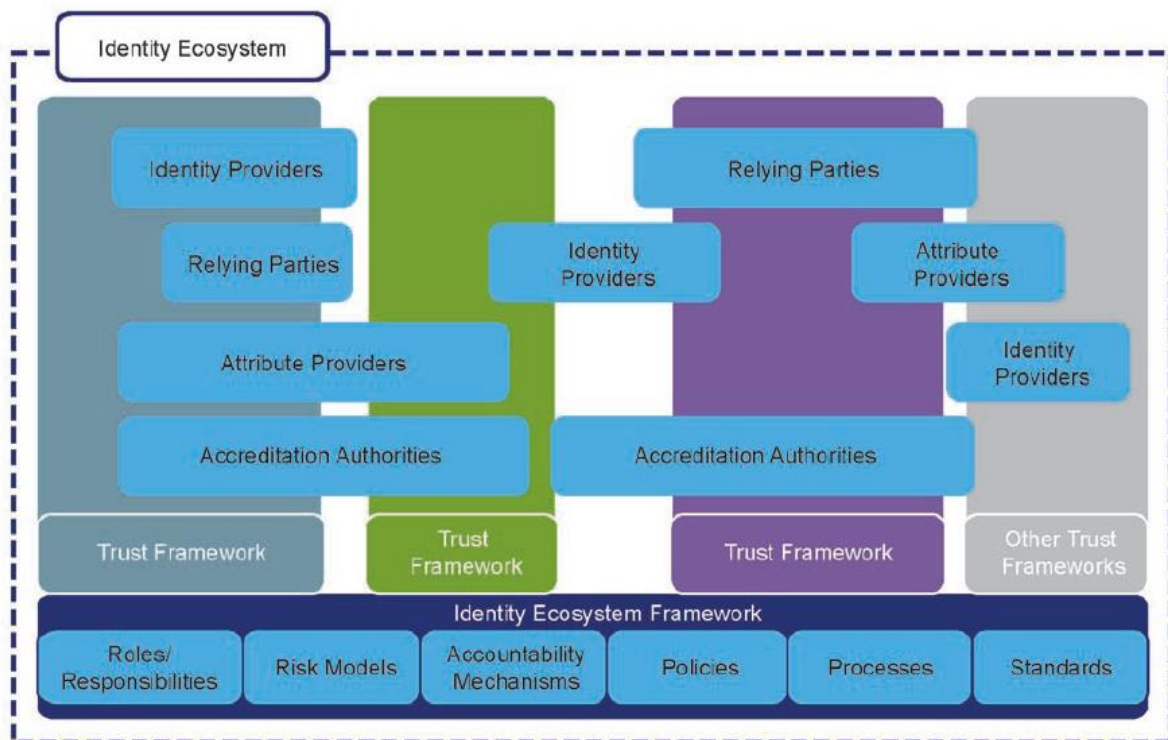 Identity Ecosystem
Identity Providers
Relying Parties
Relying Parties
Identity
Providers
Attribute
Providers
Attribute Providers
Identity
Providers
Accreditation Authorities
Accreditation Authorities
Trust Framework
Trust
Framework
Trust Framework
Other Trust
Frameworks
Identity Ecosystem Framework
Roles/
Responsibilities
Risk Models
Accountability
Mechanisms
Policies
Processes
Standards